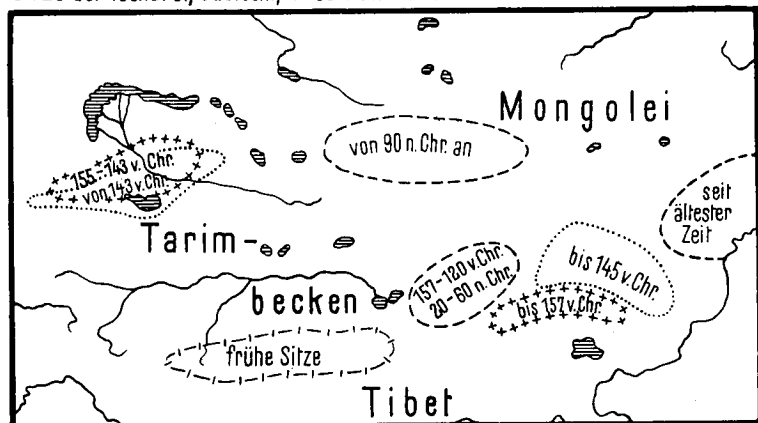 Mongolei
von 90 n. Chr. an
155-143 v. Chr.
von 143 v. Chr.
seit
ältester
Zeit
Tarim-
becken
157-120 v. Chr.
20-60 n. Chr.
bis 145 v. Chr.
bis 157 v. Chr.
frühe Sitze
Tibet